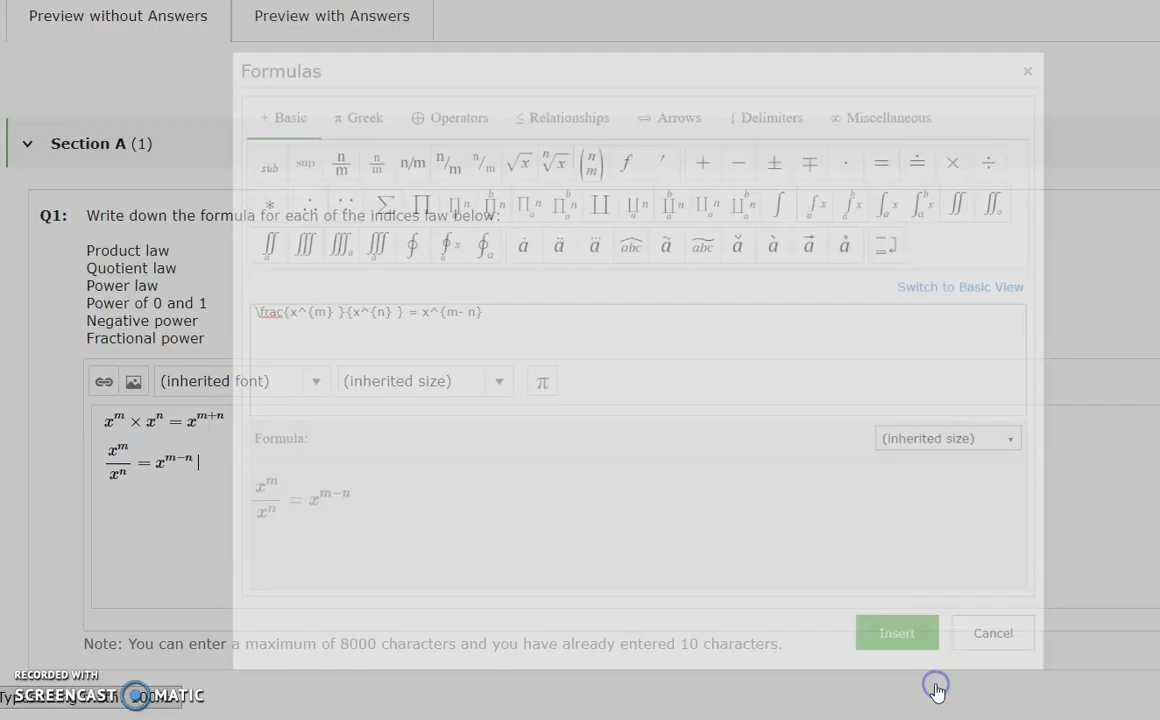 Preview without Answers
Preview with Answers
Formulas
×
+ Basic
π Greek
⊕ Operators
≤ Relationships
⇔ Arrows
{ Delimiters
∞ Miscellaneous
Section A (1)
sub sup n/m n/m n/m n/m n/m √x ⁿ√x (n m) f ′ + − ± ∓ · = ≐ × ÷
* ∴ ∵ ∑ ∏
abc abc
Q1: Write down the formula for each of the indices law below:
Product law
Quotient law
Power law
Power of 0 and 1
Negative power
Fractional power
Switch to Basic View
\frac{x^{m} }{x^{n} } = x^{m- n}
(inherited font)
(inherited size)
π
x^m × x^n = x^{m+n}
x^m / x^n = x^{m−n}
Formula:
(inherited size)
x^m / x^n = x^{m−n}
Insert
Cancel
Note: You can enter a maximum of 8000 characters and you have already entered 10 characters.
RECORDED WITH
SCREENCAST MATIC